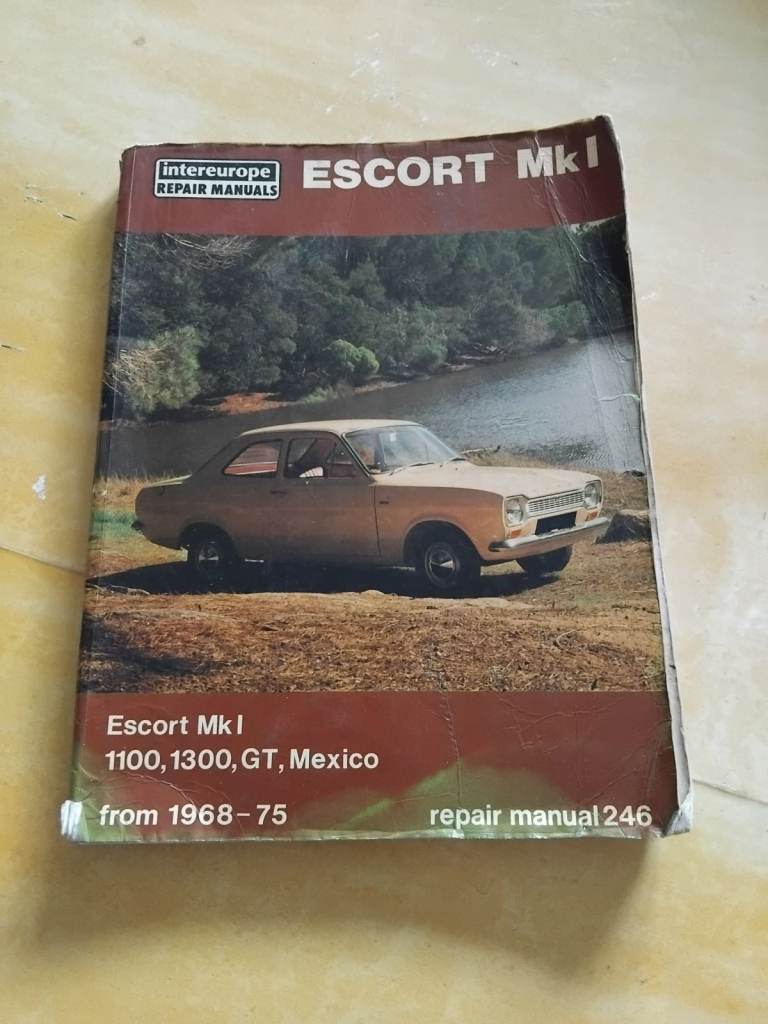 intereurope
REPAIR MANUALS
ESCORT Mk I
Escort Mk I
1100, 1300, GT, Mexico
from 1968-75
repair manual 246